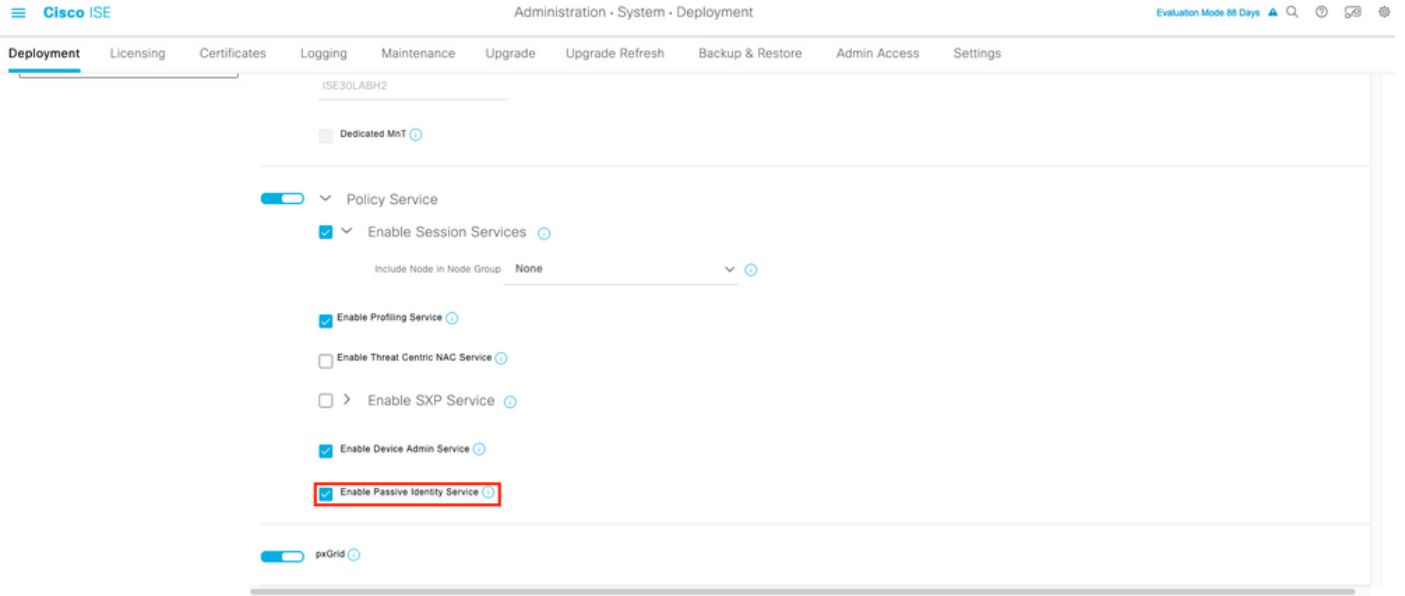 Cisco ISE
Administration · System · Deployment
Evaluation Mode 88 Days
Deployment Licensing Certificates Logging Maintenance Upgrade Upgrade Refresh Backup & Restore Admin Access Settings
ISE30LABH2
Dedicated MnT
Policy Service
Enable Session Services
Include Node in Node Group None
Enable Profiling Service
Enable Threat Centric NAC Service
Enable SXP Service
Enable Device Admin Service
Enable Passive Identity Service
pxGrid